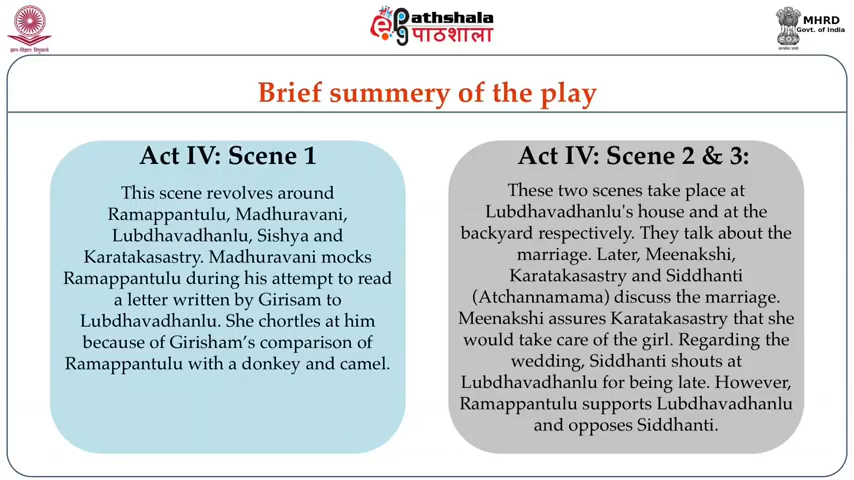 ePathshala
पाठशाला
MHRD
Govt. of India
Brief summery of the play
Act IV: Scene 1
This scene revolves around
Ramappantulu, Madhuravani,
Lubdhavadhanlu, Sishya and
Karatakasastry. Madhuravani mocks
Ramappantulu during his attempt to read
a letter written by Girisam to
Lubdhavadhanlu. She chortles at him
because of Girisham's comparison of
Ramappantulu with a donkey and camel.
Act IV: Scene 2 & 3:
These two scenes take place at
Lubdhavadhanlu's house and at the
backyard respectively. They talk about the
marriage. Later, Meenakshi,
Karatakasastry and Siddhanti
(Atchannamama) discuss the marriage.
Meenakshi assures Karatakasastry that she
would take care of the girl. Regarding the
wedding, Siddhanti shouts at
Lubdhavadhanlu for being late. However,
Ramappantulu supports Lubdhavadhanlu
and opposes Siddhanti.